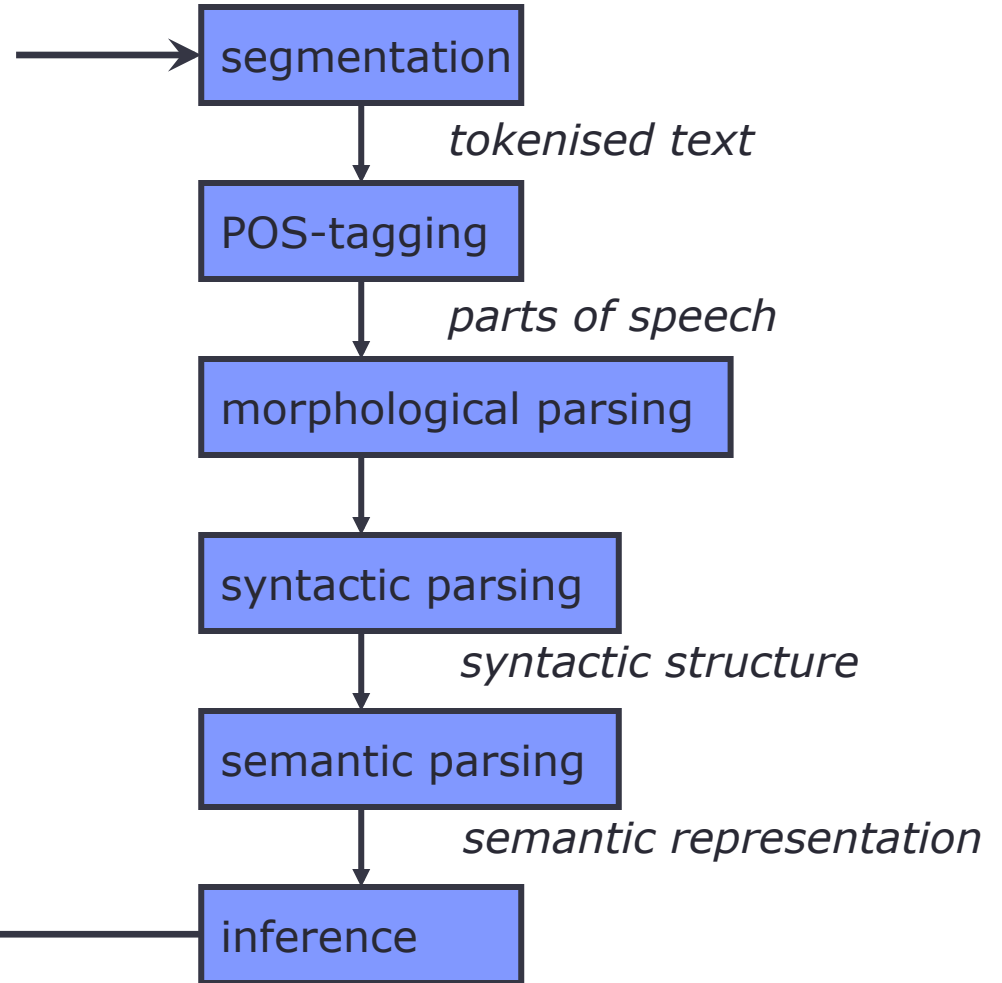 segmentation
tokenised text
POS-tagging
parts of speech
morphological parsing
syntactic parsing
syntactic structure
semantic parsing
semantic representation
inference